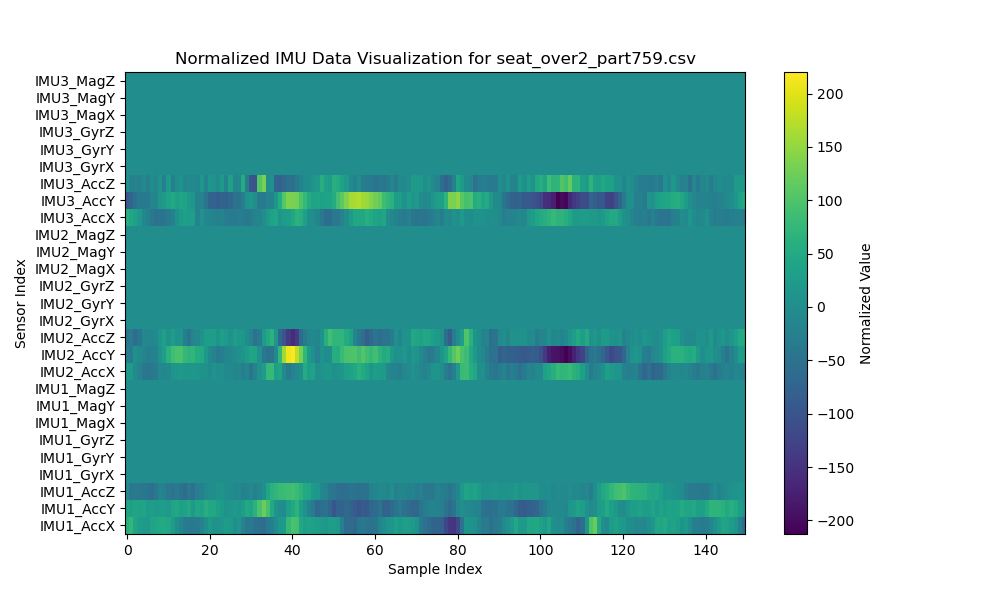 Normalized IMU Data Visualization for seat_over2_part759.csv
IMU3_MagZ
IMU3_MagY
IMU3_MagX
IMU3_GyrZ
IMU3_GyrY
IMU3_GyrX
IMU3_AccZ
IMU3_AccY
IMU3_AccX
IMU2_MagZ
IMU2_MagY
IMU2_MagX
IMU2_GyrZ
IMU2_GyrY
IMU2_GyrX
IMU2_AccZ
IMU2_AccY
IMU2_AccX
IMU1_MagZ
IMU1_MagY
IMU1_MagX
IMU1_GyrZ
IMU1_GyrY
IMU1_GyrX
IMU1_AccZ
IMU1_AccY
IMU1_AccX
Sensor Index
0 20 40 60 80 100 120 140
Sample Index
200
150
100
50
0
−50
−100
−150
−200
Normalized Value